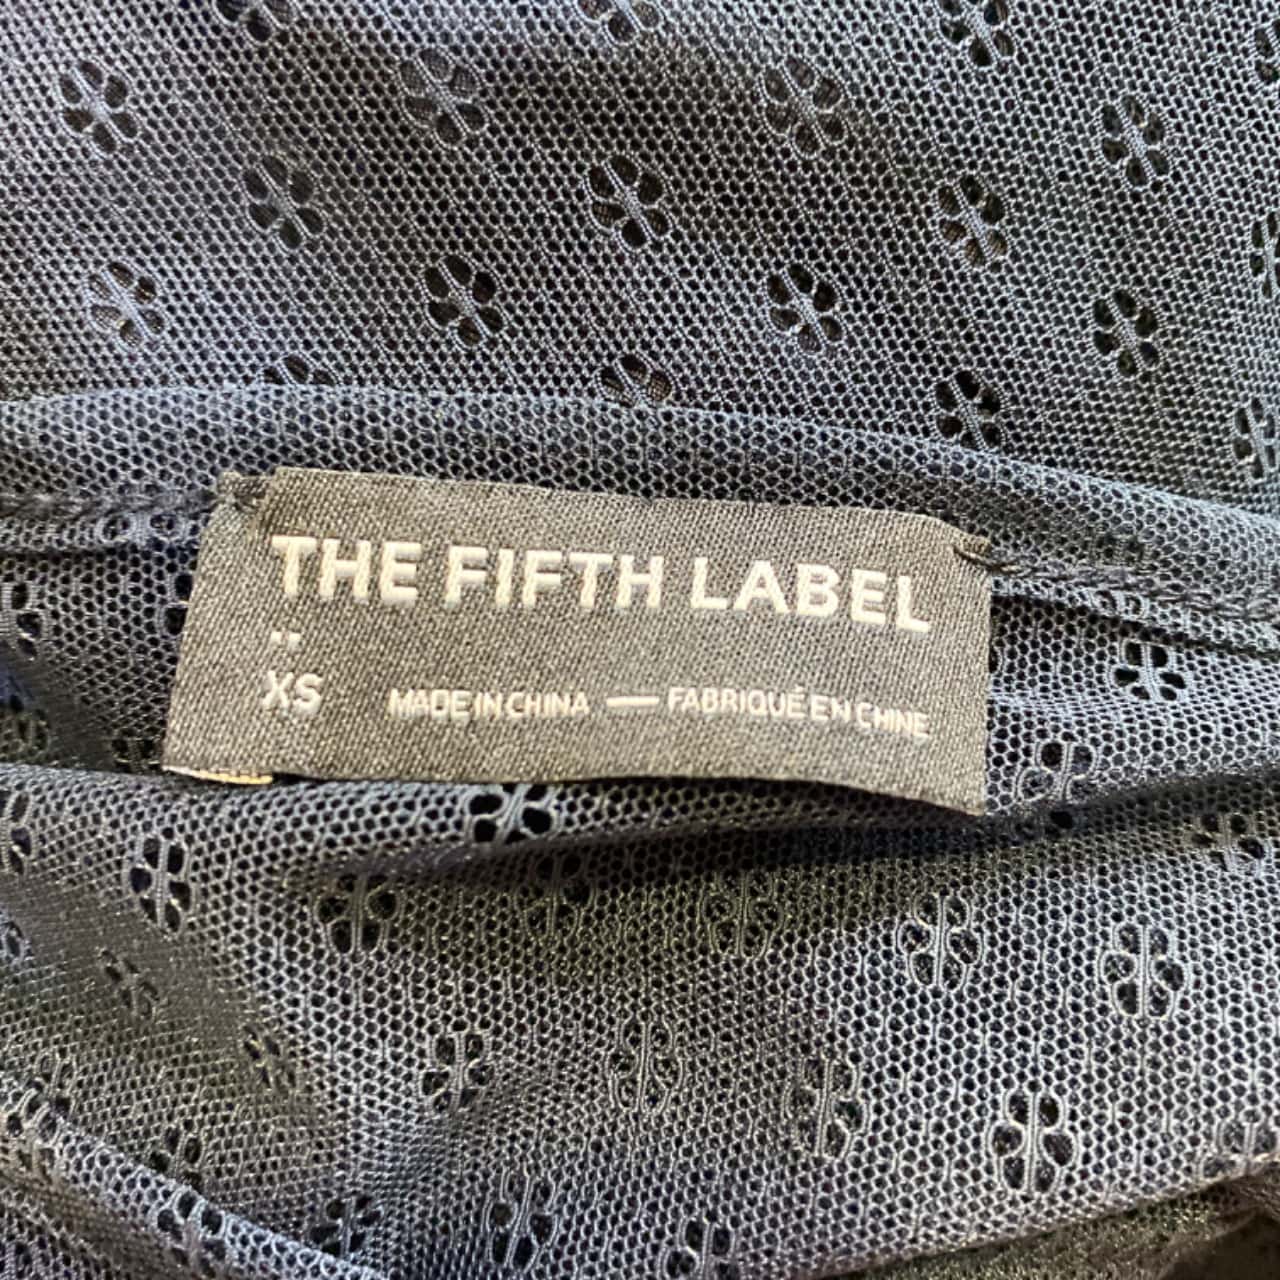 THE FIFTH LABEL
XS
MADE IN CHINA — FABRIQUÉ EN CHINE